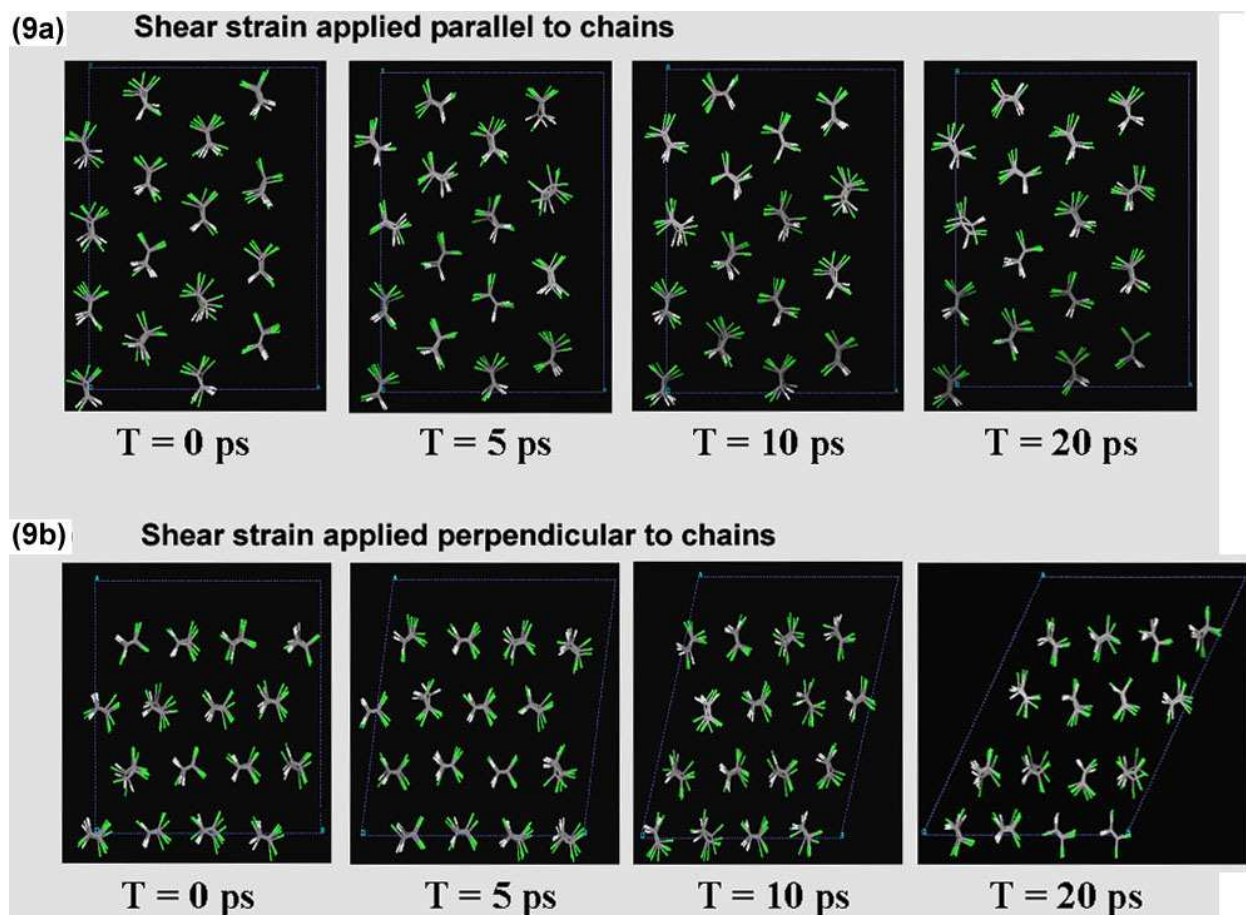 (9a) Shear strain applied parallel to chains
T = 0 ps T = 5 ps T = 10 ps T = 20 ps
(9b) Shear strain applied perpendicular to chains
T = 0 ps T = 5 ps T = 10 ps T = 20 ps